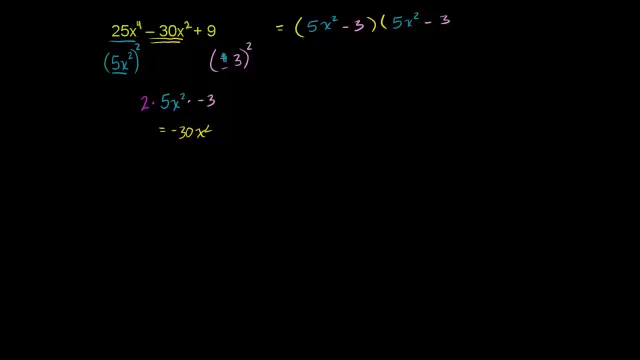 25x⁴ − 30x² + 9 = (5x² − 3)(5x² − 3
(5x²)² (± 3)²
2 · 5x² · −3
= −30x²